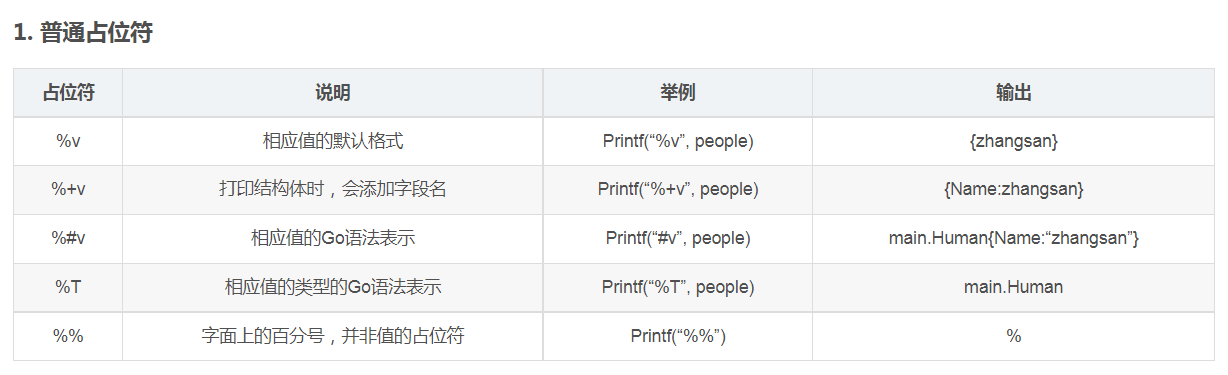 1. 普通占位符
占位符 说明 举例 输出
%v 相应值的默认格式 Printf(“%v”, people) {zhangsan}
%+v 打印结构体时，会添加字段名 Printf(“%+v”, people) {Name:zhangsan}
%#v 相应值的Go语法表示 Printf(“#v”, people) main.Human{Name:“zhangsan”}
%T 相应值的类型的Go语法表示 Printf(“%T”, people) main.Human
%% 字面上的百分号，并非值的占位符 Printf(“%%”) %